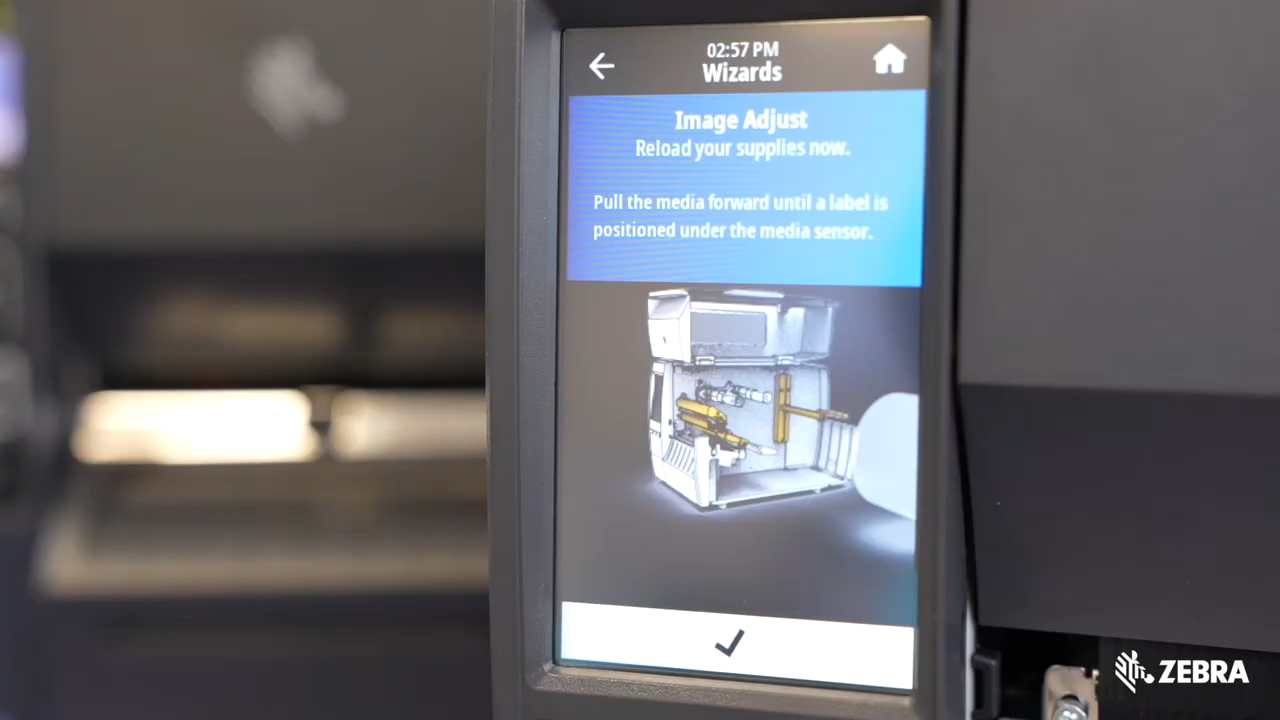 02:57 PM
Wizards
Image Adjust
Reload your supplies now.
Pull the media forward until a label is
positioned under the media sensor.
ZEBRA